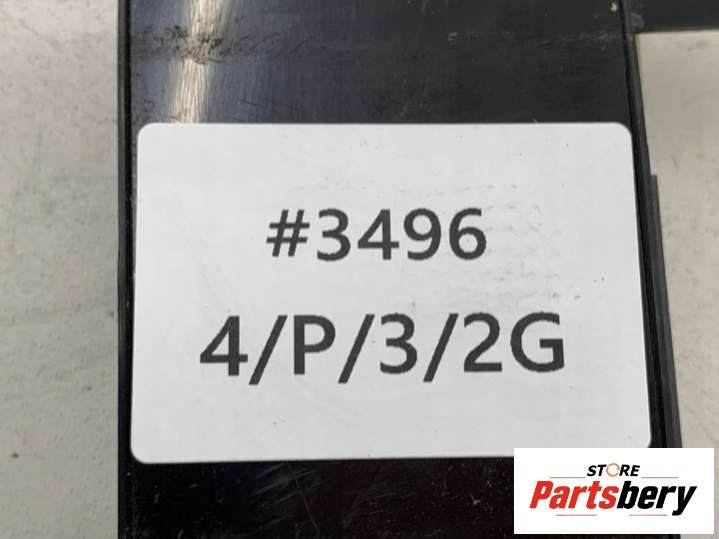 #3496
4/P/3/2G
STORE
Partsbery